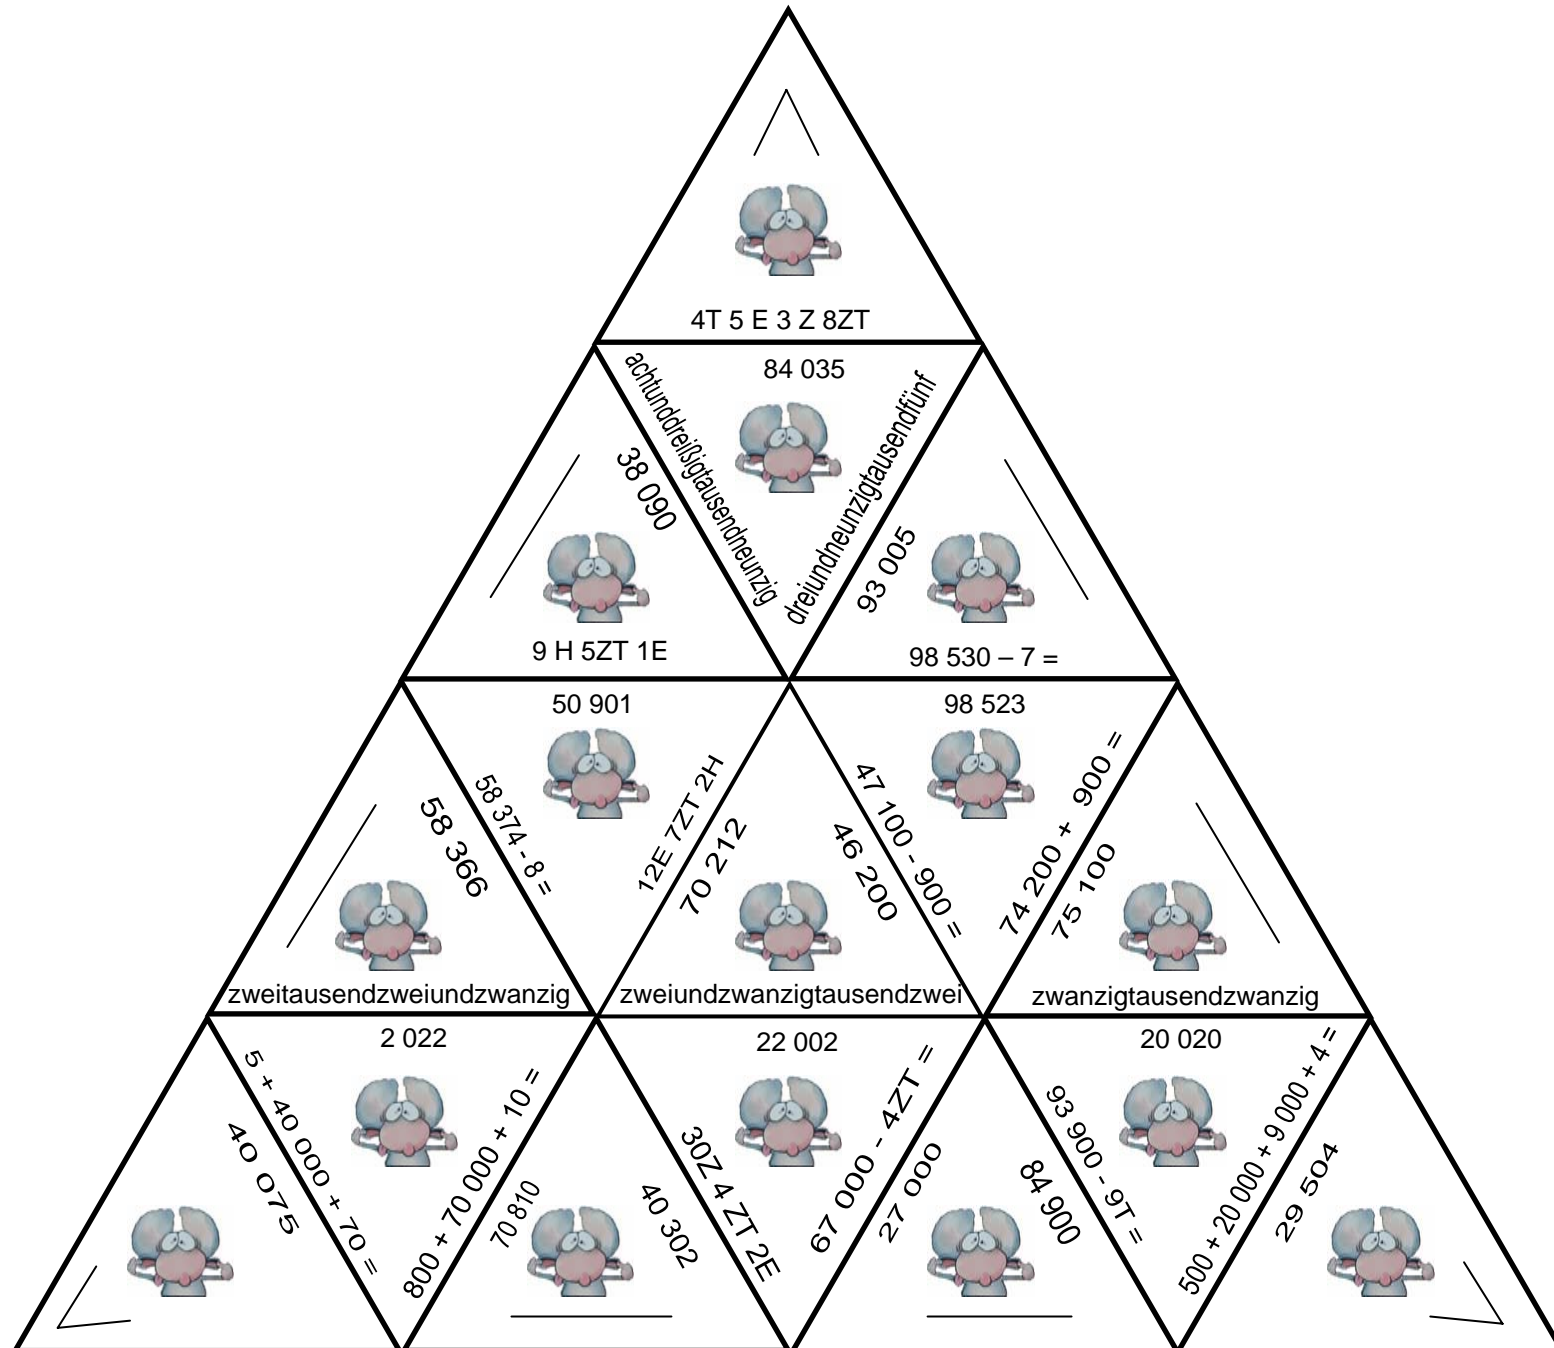 4T 5 E 3 Z 8ZT
84 035
achtunddreißigtausendneunzig
dreiundneunzigtausendfünf
38 090
93 005
9 H 5ZT 1E
98 530 – 7 =
50 901
98 523
58 366
58 374 - 8 =
12E 7ZT 2H
70 212
46 200
47 100 - 900 =
74 200 + 900 =
75 100
zweitausendzweiundzwanzig
zweiundzwanzigtausendzwei
zwanzigtausendzwanzig
2 022
22 002
20 020
40 075
5 + 40 000 + 70 =
800 + 70 000 + 10 =
70 810
40 302
30Z 4 ZT 2E
67 000 - 4ZT =
27 000
84 900
93 900 - 9T =
500 + 20 000 + 9 000 + 4 =
29 504